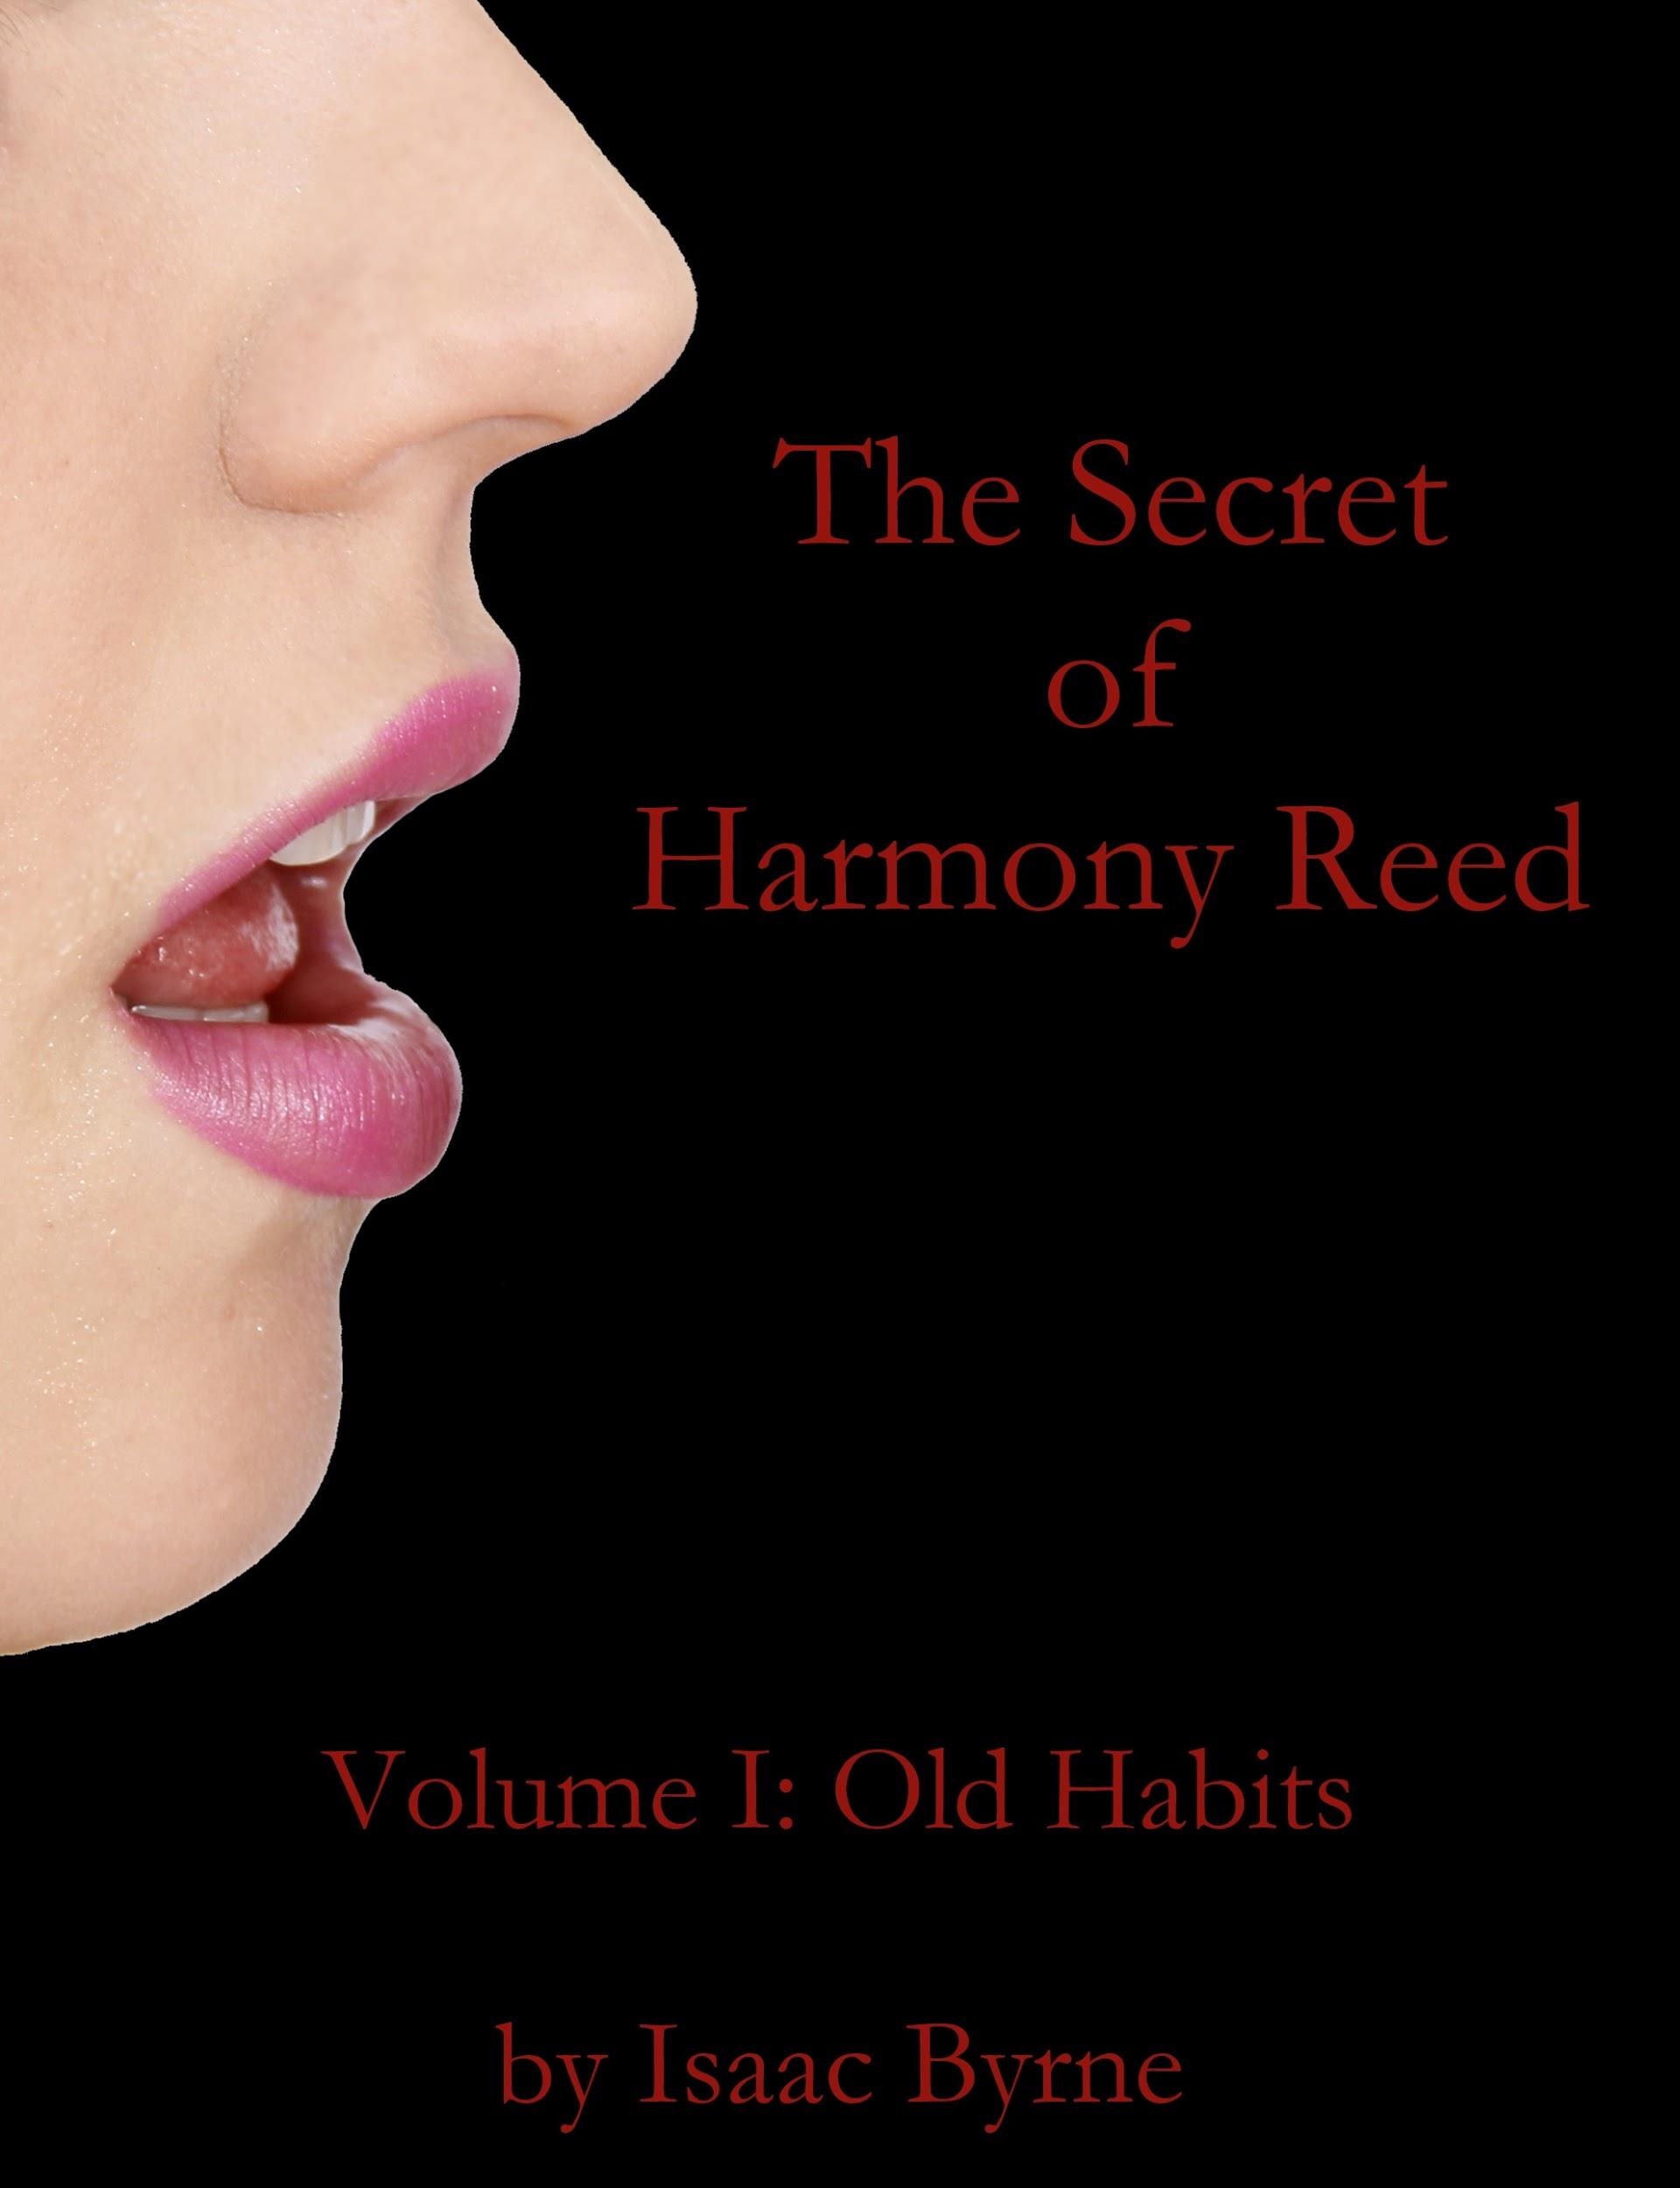 The Secret
of
Harmony Reed
Volume I: Old Habits
by Isaac Byrne